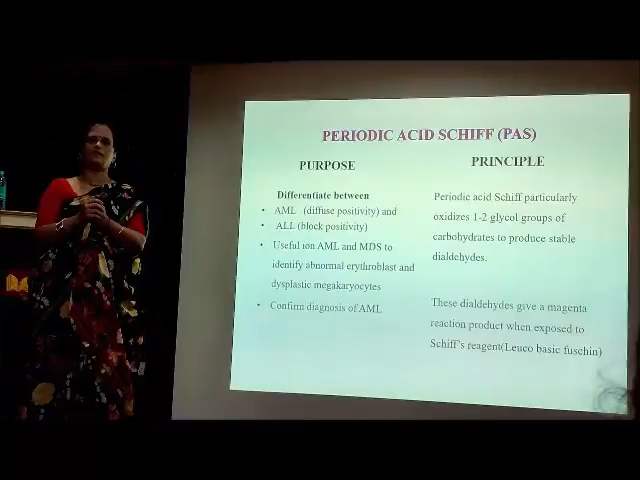 PERIODIC ACID SCHIFF (PAS)
PURPOSE
Differentiate between
• AML (diffuse positivity) and
• ALL (block positivity)
• Useful ion AML and MDS to
identify abnormal erythroblast and
dysplastic megakaryocytes
• Confirm diagnosis of AML
PRINCIPLE
Periodic acid Schiff particularly
oxidizes 1-2 glycol groups of
carbohydrates to produce stable
dialdehydes.
These dialdehydes give a magenta
reaction product when exposed to
Schiff's reagent(Leuco basic fuschin)